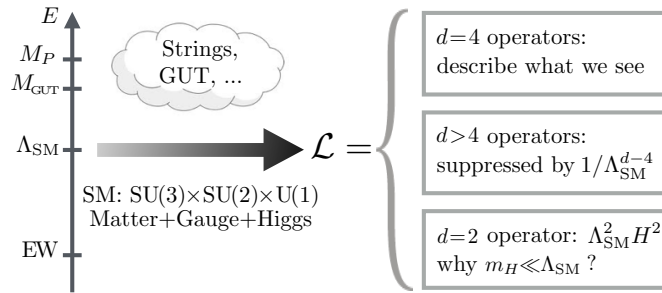 E
M_P
M_GUT
Λ_SM
EW
Strings,
GUT, ...
SM: SU(3)×SU(2)×U(1)
Matter+Gauge+Higgs
ℒ =
d=4 operators:
describe what we see
d>4 operators:
suppressed by 1/Λ_SM^{d−4}
d=2 operator: Λ_SM^2 H^2
why m_H≪Λ_SM ?